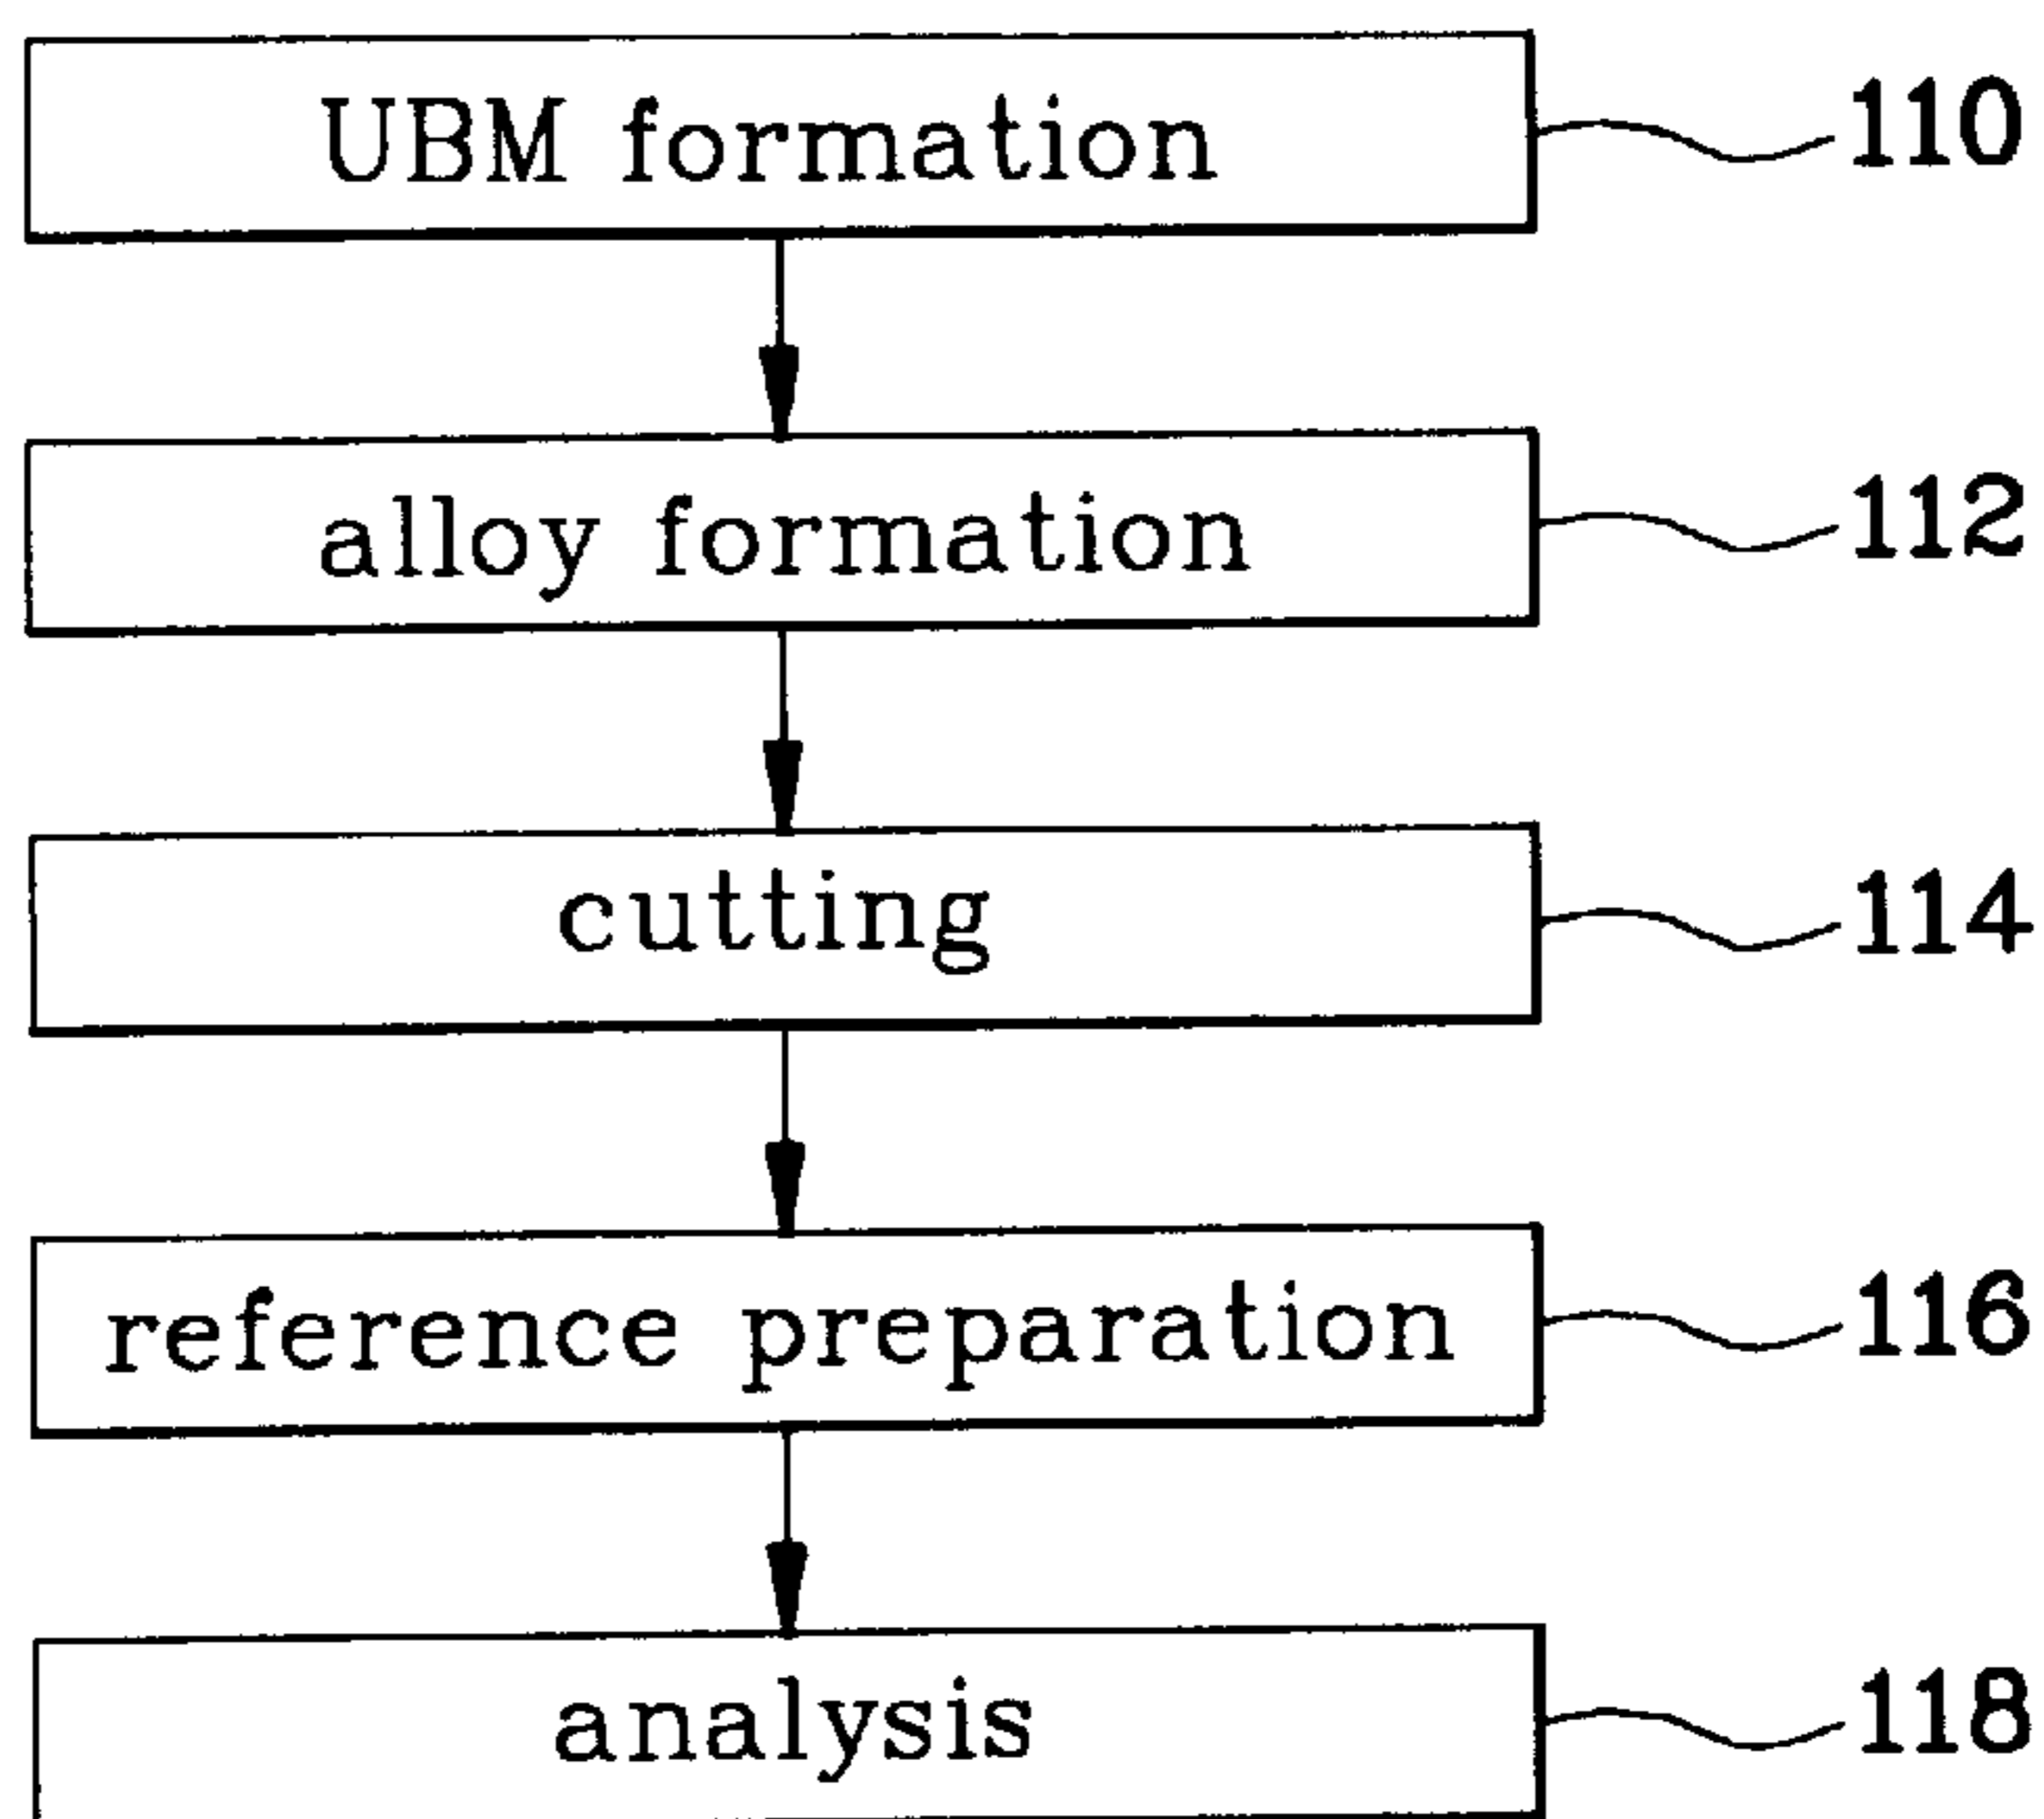 UBM formation 110
alloy formation 112
cutting 114
reference preparation 116
analysis 118